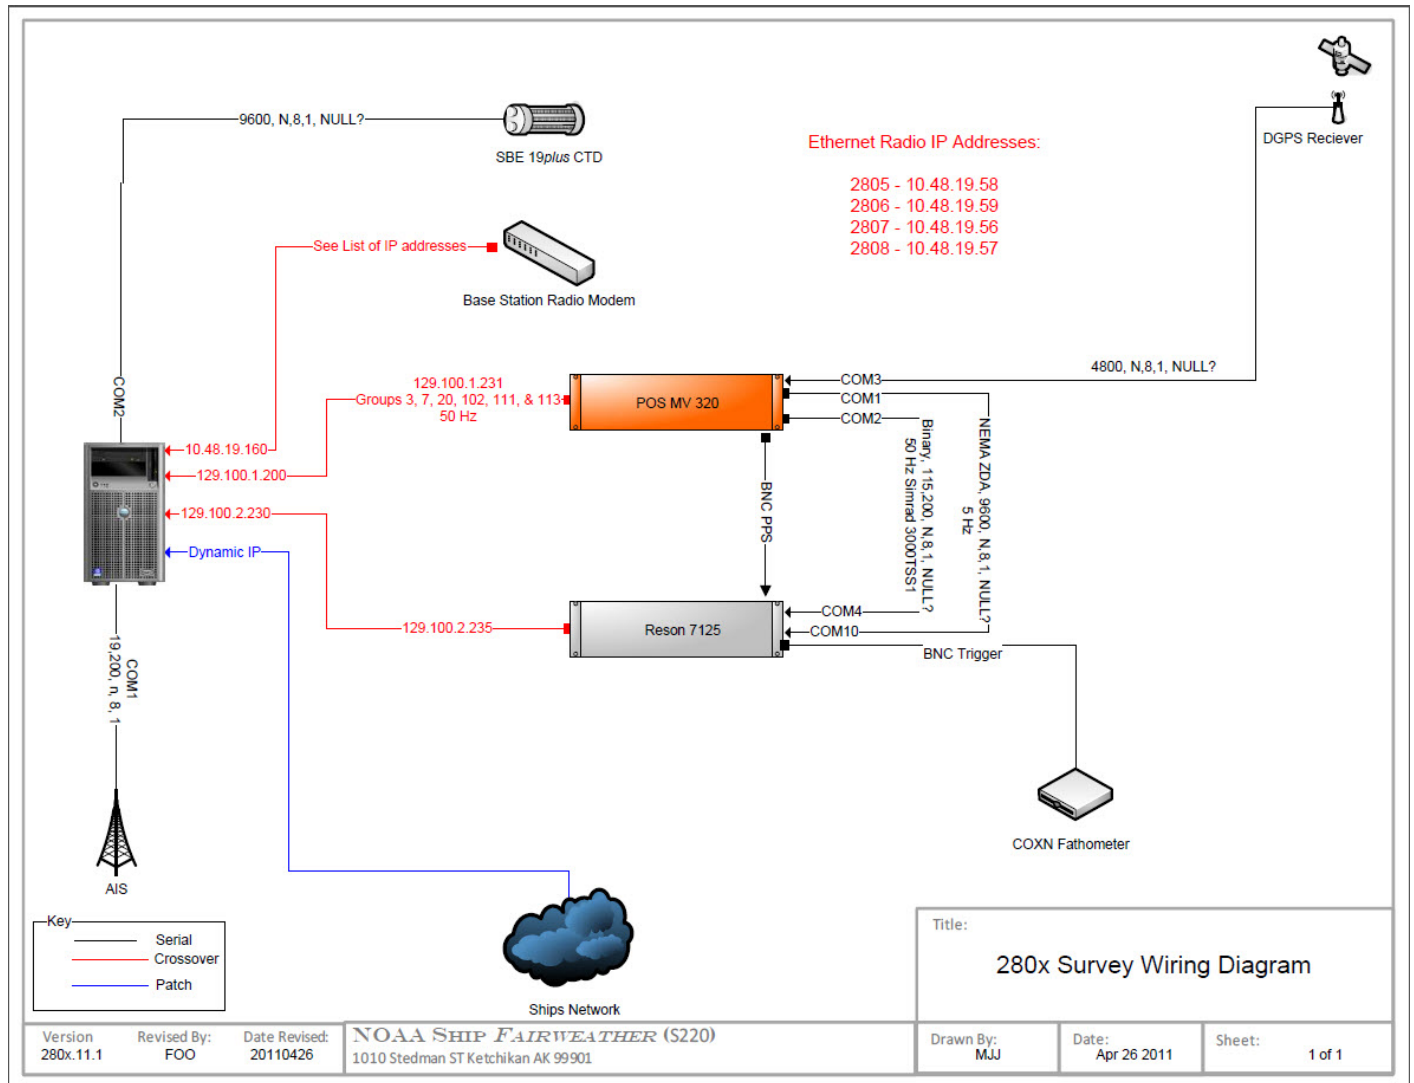 9600, N,8,1, NULL?
SBE 19plus CTD
Ethernet Radio IP Addresses:
2805 - 10.48.19.58
2806 - 10.48.19.59
2807 - 10.48.19.56
2808 - 10.48.19.57
DGPS Reciever
See List of IP addresses
Base Station Radio Modem
COM2
129.100.1.231
Groups 3, 7, 20, 102, 111, & 113
50 Hz
POS MV 320
COM3
COM1
COM2
4800, N,8,1, NULL?
10.48.19.160
129.100.1.200
129.100.2.230
Dynamic IP
BNC PPS
Binary, 115,200, N,8,1, NULL?
50 Hz Simrad 3000TSS1
NEMA ZDA, 9600, N,8,1, NULL?
5 Hz
129.100.2.235
Reson 7125
COM4
COM10
BNC Trigger
COM1
19,200, n, 8, 1
COXN Fathometer
AIS
Key
Serial
Crossover
Patch
Ships Network
Title:
280x Survey Wiring Diagram
Version
280x.11.1
Revised By:
FOO
Date Revised:
20110426
NOAA SHIP FAIRWEATHER (S220)
1010 Stedman ST Ketchikan AK 99901
Drawn By:
MJJ
Date:
Apr 26 2011
Sheet:
1 of 1